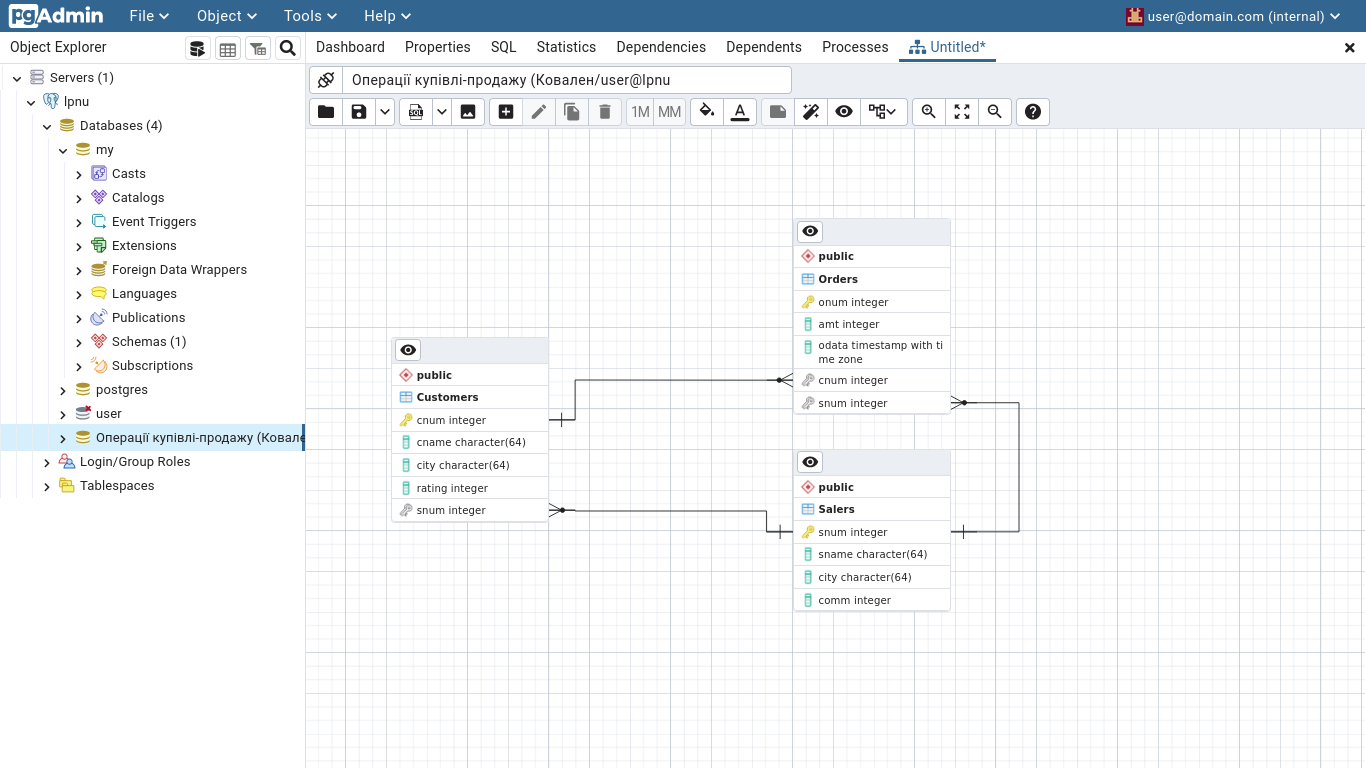 pgAdmin File Object Tools Help user@domain.com (internal)
Object Explorer
SQL
Dashboard Properties SQL Statistics Dependencies Dependents Processes Untitled*
Операції купівлі-продажу (Ковален/user@lpnu
1M MM
Servers (1)
lpnu
Databases (4)
my
Casts
Catalogs
Event Triggers
Extensions
Foreign Data Wrappers
Languages
Publications
Schemas (1)
Subscriptions
postgres
user
Операції купівлі-продажу (Ковале
Login/Group Roles
Tablespaces
public
Customers
cnum integer
cname character(64)
city character(64)
rating integer
snum integer
public
Orders
onum integer
amt integer
odata timestamp with ti
me zone
cnum integer
snum integer
public
Salers
snum integer
sname character(64)
city character(64)
comm integer